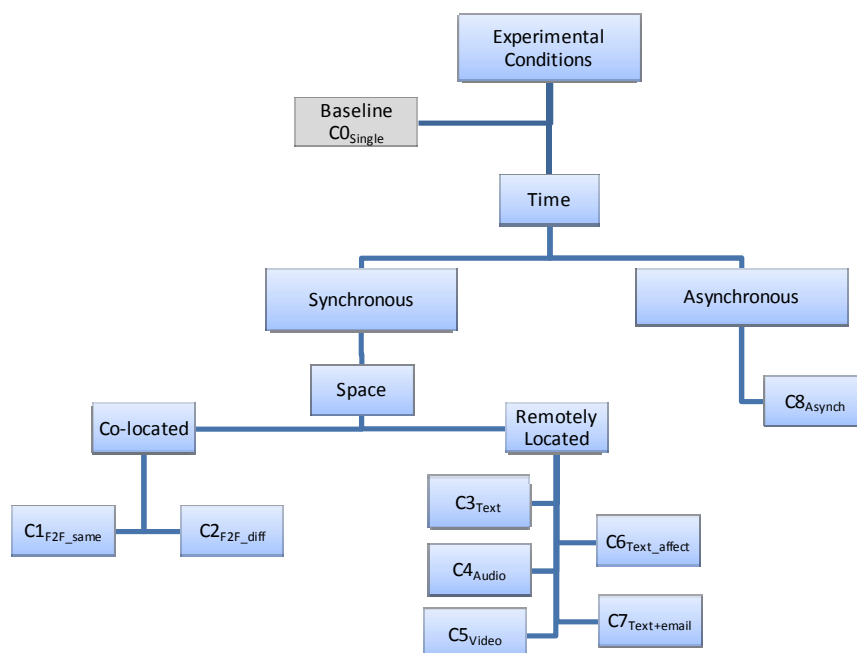 Experimental
Conditions
Baseline
C0Single
Time
Synchronous
Asynchronous
Space
C8Asynch
Co-located
Remotely
Located
C3Text
C1F2F_same
C2F2F_diff
C6Text_affect
C4Audio
C7Text+email
C5Video